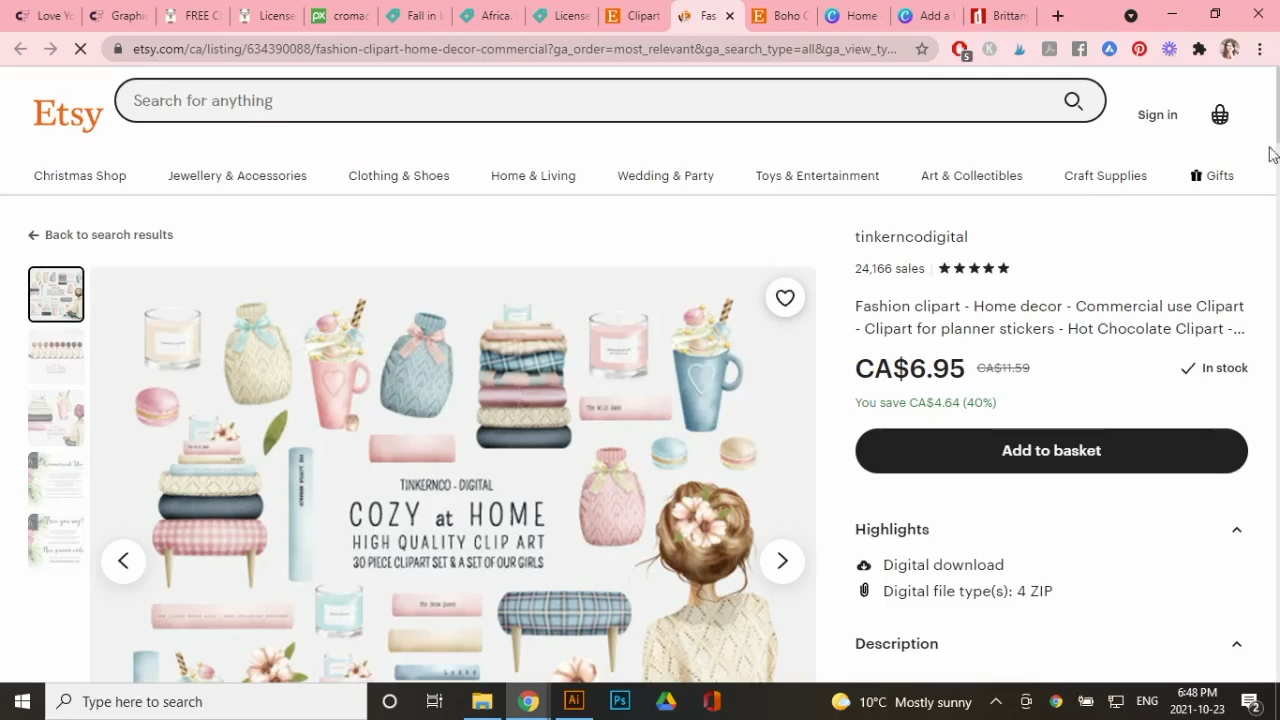 Love Yo
Graphi
FREE Cl
License
cromac
Fall in l
Africa.
License
Clipart
Fas
Boho C
Home
Add a l
Brittan
etsy.com/ca/listing/634390088/fashion-clipart-home-decor-commercial?ga_order=most_relevant&ga_search_type=all&ga_view_ty...
5
Etsy
Search for anything
Sign in
Christmas Shop
Jewellery & Accessories
Clothing & Shoes
Home & Living
Wedding & Party
Toys & Entertainment
Art & Collectibles
Craft Supplies
Gifts
Back to search results
tinkerncodigital
24,166 sales
Fashion clipart - Home decor - Commercial use Clipart
- Clipart for planner stickers - Hot Chocolate Clipart -...
CA$6.95 CA$11.59
In stock
You save CA$4.64 (40%)
Add to basket
TINKERNCO - DIGITAL
COZY at HOME
HIGH QUALITY CLIP ART
30 PIECE CLIPART SET & A SET OF OUR GIRLS
Highlights
Digital download
Digital file type(s): 4 ZIP
Description
Type here to search
Ai
Ps
10°C Mostly sunny
ENG
6:48 PM
2021-10-23
2